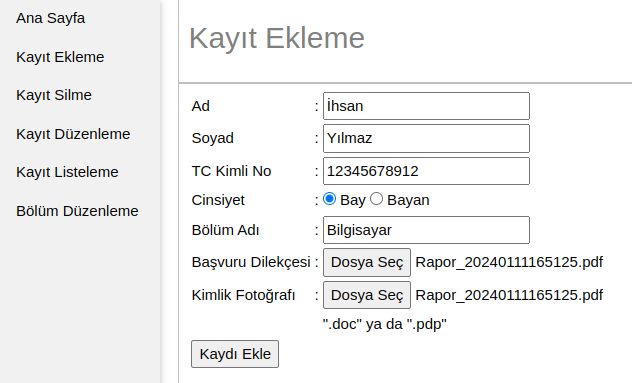 Ana Sayfa
Kayıt Ekleme
Kayıt Silme
Kayıt Düzenleme
Kayıt Listeleme
Bölüm Düzenleme
Kayıt Ekleme
Ad : İhsan
Soyad : Yılmaz
TC Kimli No : 12345678912
Cinsiyet : Bay Bayan
Bölüm Adı : Bilgisayar
Başvuru Dilekçesi : Dosya Seç Rapor_20240111165125.pdf
Kimlik Fotoğrafı : Dosya Seç Rapor_20240111165125.pdf
".doc" ya da ".pdp"
Kaydı Ekle